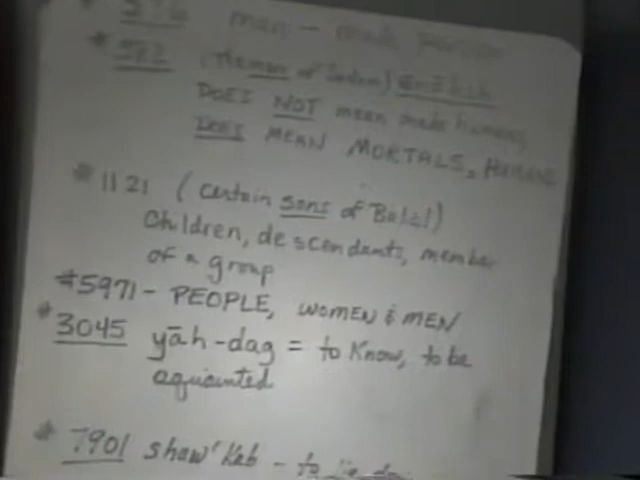 * 376 man - made
* 582 (the men of Sodom)
DOES NOT mean male humans
DOES MEAN MORTALS, HUMANS
* 1121 (Certain sons of Belial)
Children, descendants, member
of a group
#5971 - PEOPLE, WOMEN & MEN
* 3045 yāh-dag = to Know, to be
aquainted
* 7901 shaw'Kab - to lie